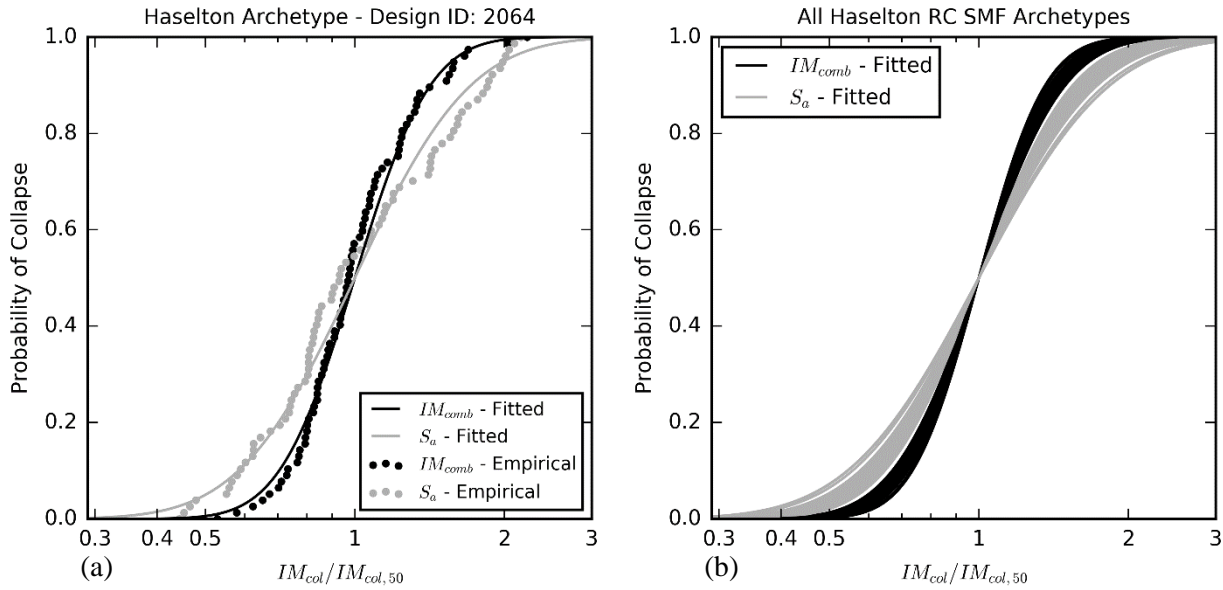 Haselton Archetype - Design ID: 2064
1.0
0.8
0.6
0.4
0.2
0.0
Probability of Collapse
IM_comb - Fitted
S_a - Fitted
IM_comb - Empirical
S_a - Empirical
0.3
0.4
0.5
1
2
3
(a)
IM_col/IM_col,50
All Haselton RC SMF Archetypes
1.0
0.8
0.6
0.4
0.2
0.0
Probability of Collapse
IM_comb - Fitted
S_a - Fitted
0.3
0.4
0.5
1
2
3
(b)
IM_col/IM_col,50